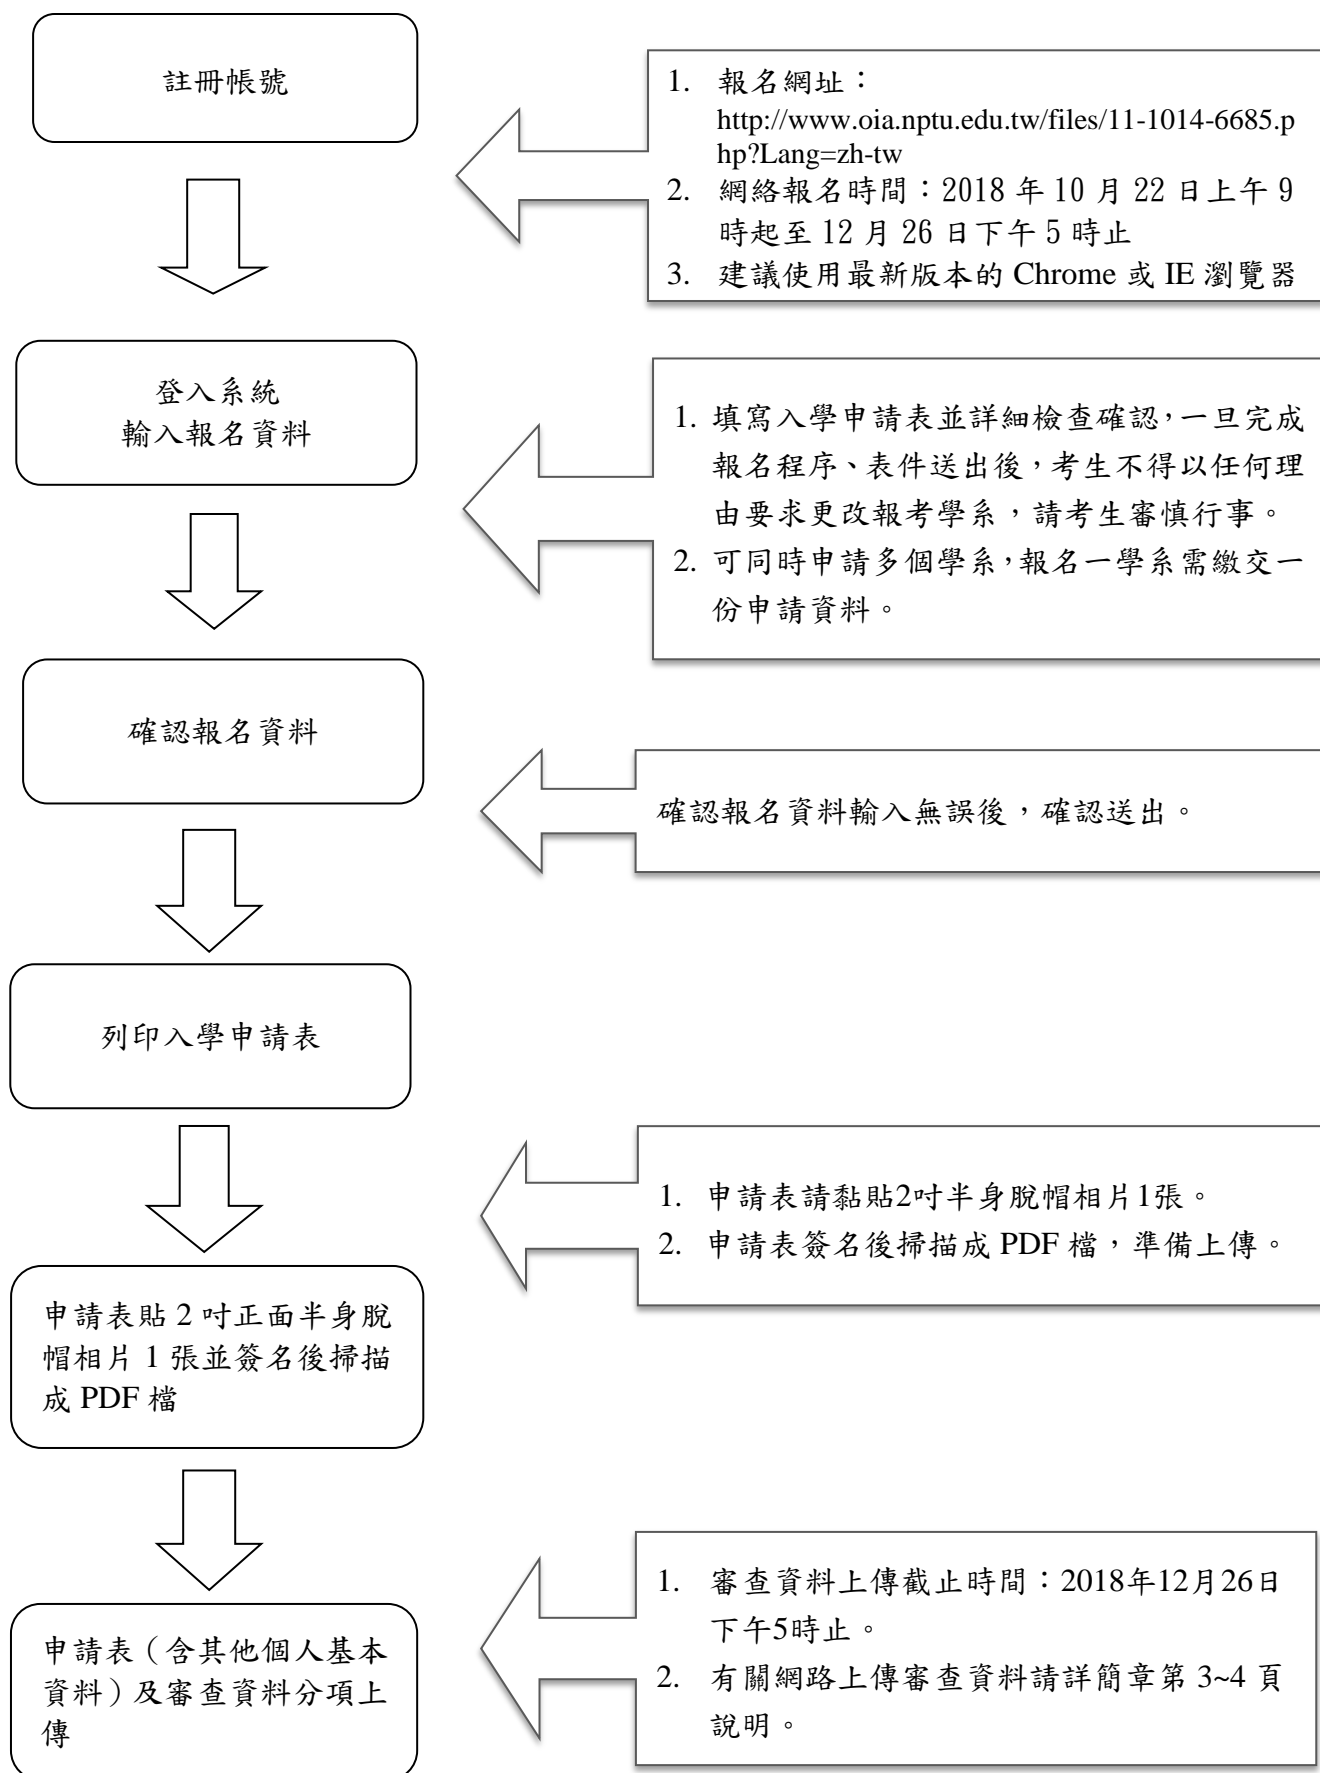 註冊帳號
1. 報名網址：
http://www.oia.nptu.edu.tw/files/11-1014-6685.p
hp?Lang=zh-tw
2. 網絡報名時間：2018 年 10 月 22 日上午 9
時起至 12 月 26 日下午 5 時止
3. 建議使用最新版本的 Chrome 或 IE 瀏覽器
登入系統
輸入報名資料
1. 填寫入學申請表並詳細檢查確認，一旦完成
報名程序、表件送出後，考生不得以任何理
由要求更改報考學系，請考生審慎行事。
2. 可同時申請多個學系，報名一學系需繳交一
份申請資料。
確認報名資料
確認報名資料輸入無誤後，確認送出。
列印入學申請表
1. 申請表請黏貼2吋半身脫帽相片1張。
2. 申請表簽名後掃描成 PDF 檔，準備上傳。
申請表貼 2 吋正面半身脫
帽相片 1 張並簽名後掃描
成 PDF 檔
1. 審查資料上傳截止時間：2018年12月26日
下午5時止。
2. 有關網路上傳審查資料請詳簡章第 3~4 頁
說明。
申請表（含其他個人基本
資料）及審查資料分項上
傳